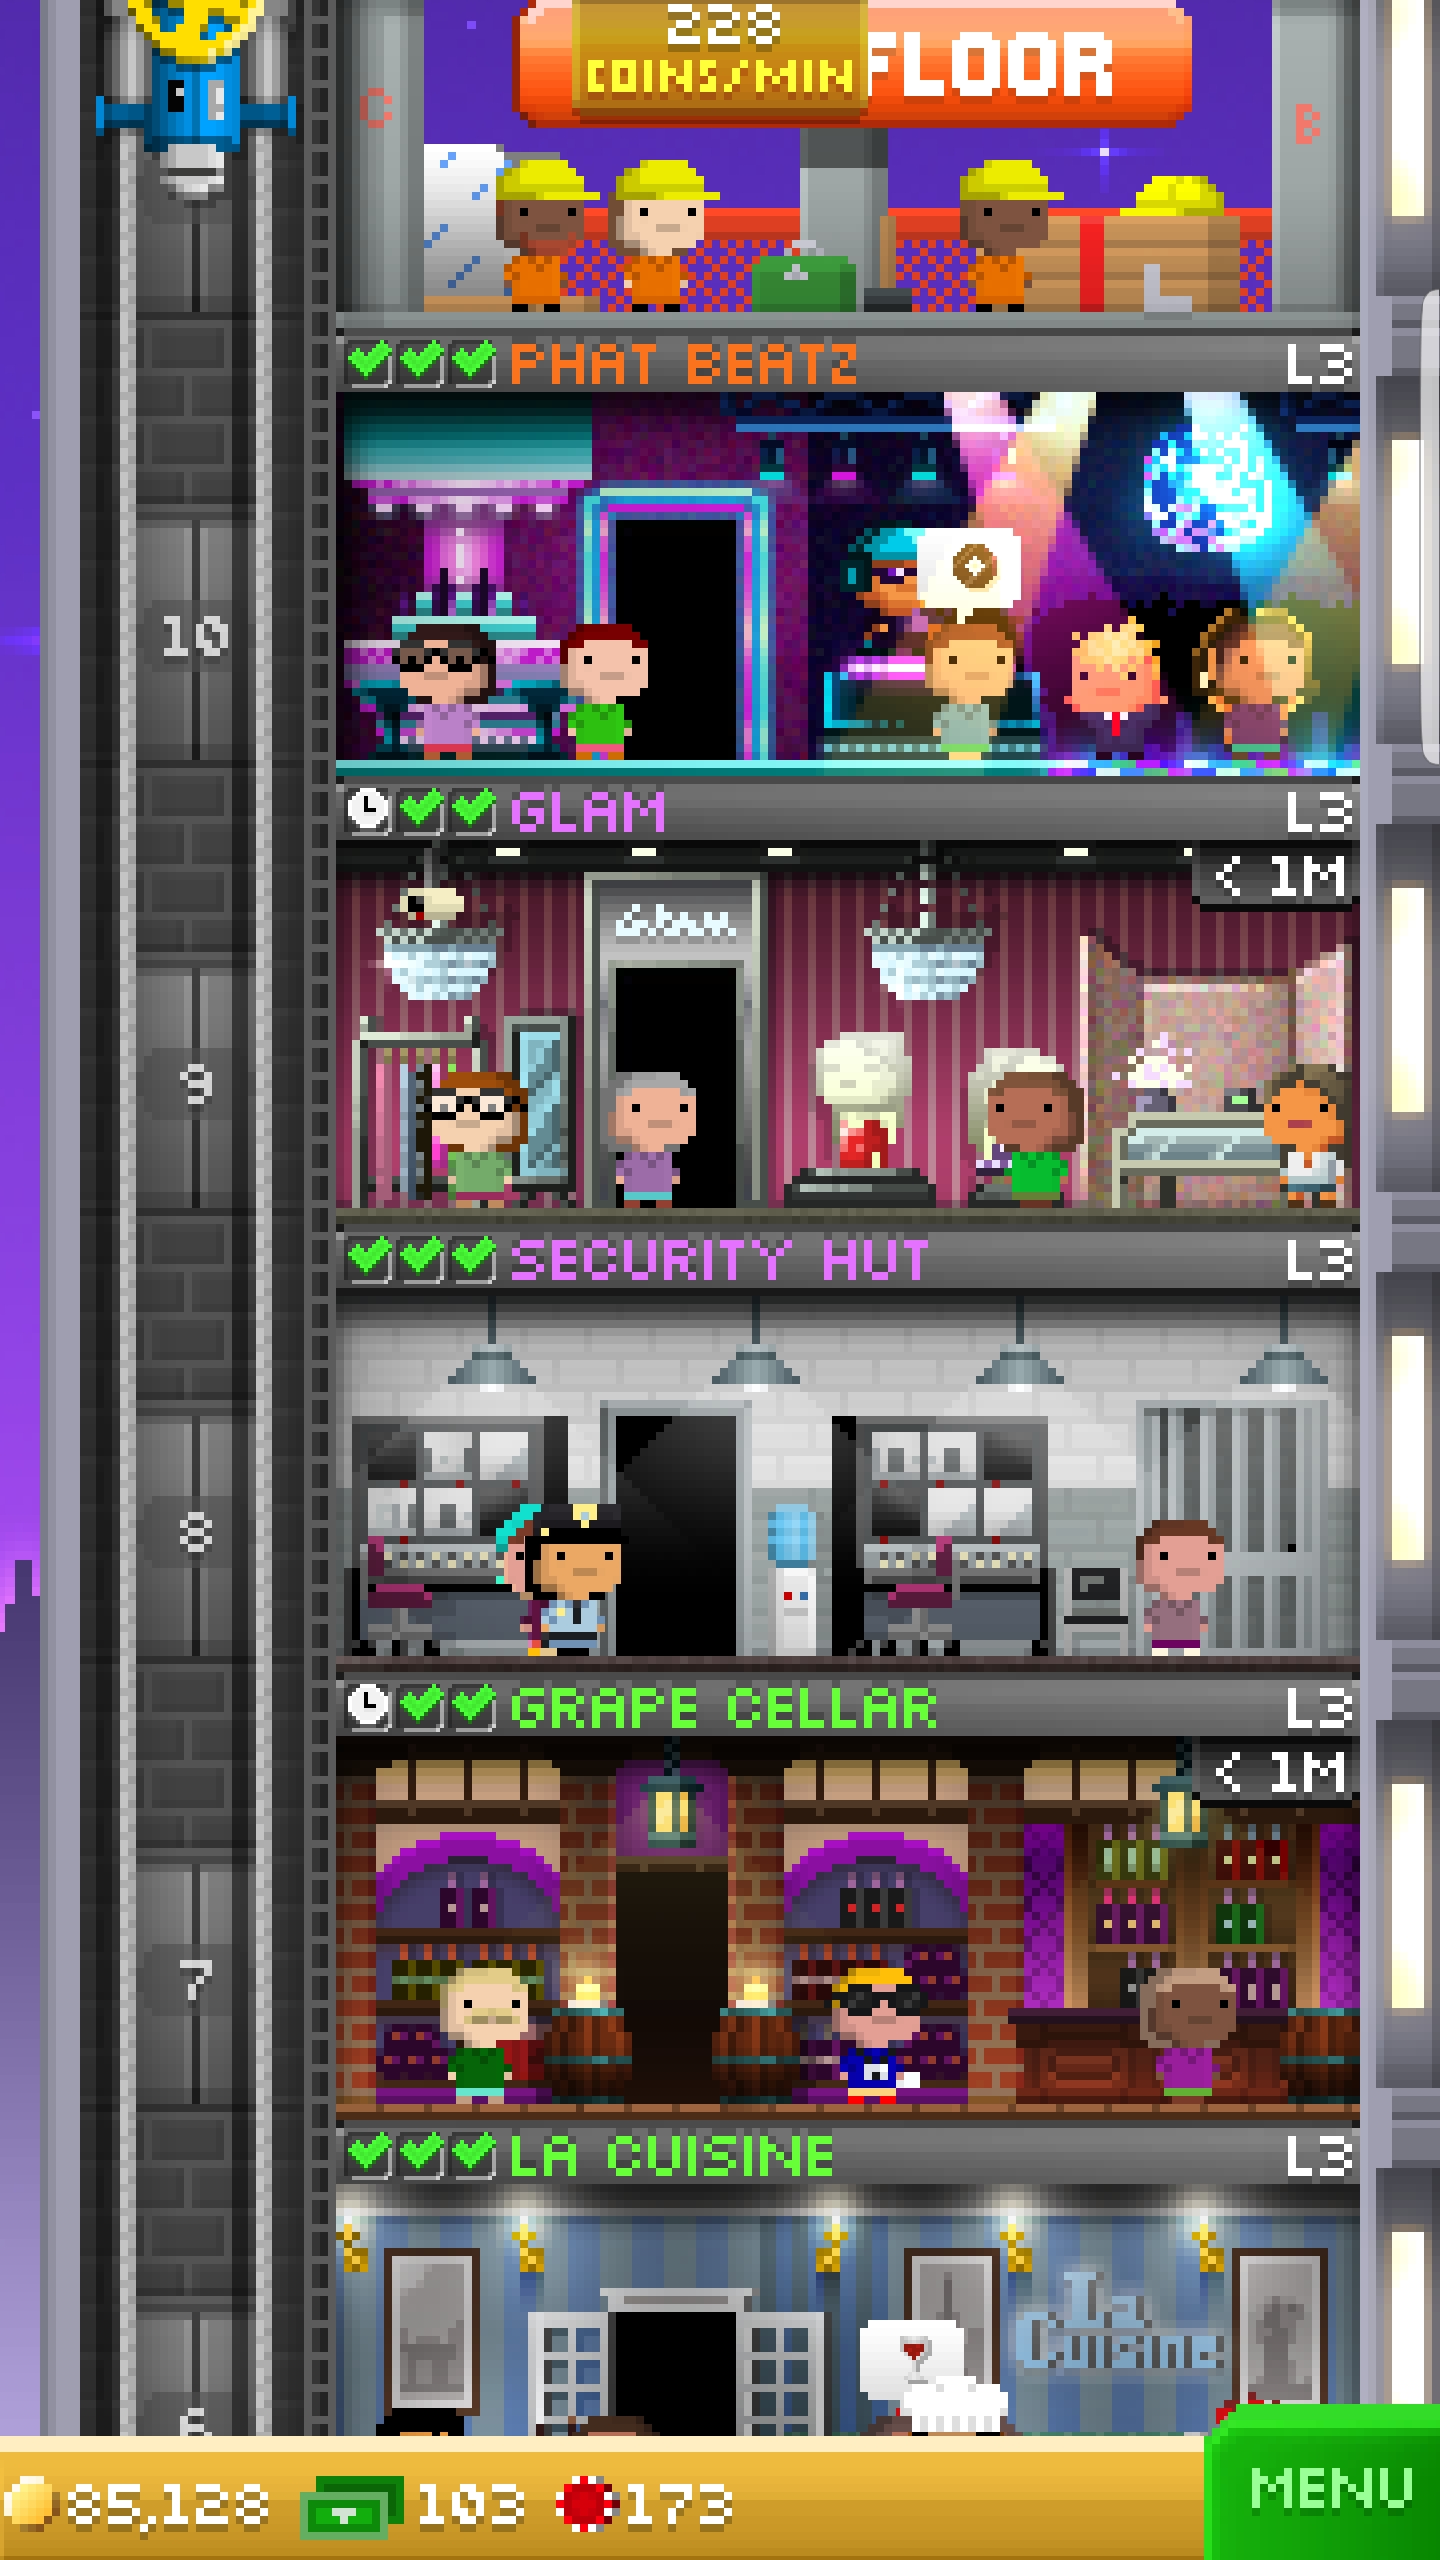 228
COINS/MIN
FLOOR
C
B
PHAT BEATZ L3
10
GLAM L3
< 1M
Glam
9
SECURITY HUT L3
8
GRAPE CELLAR L3
< 1M
7
LA CUISINE L3
La
Cuisine
6
85,128 103 173
MENU